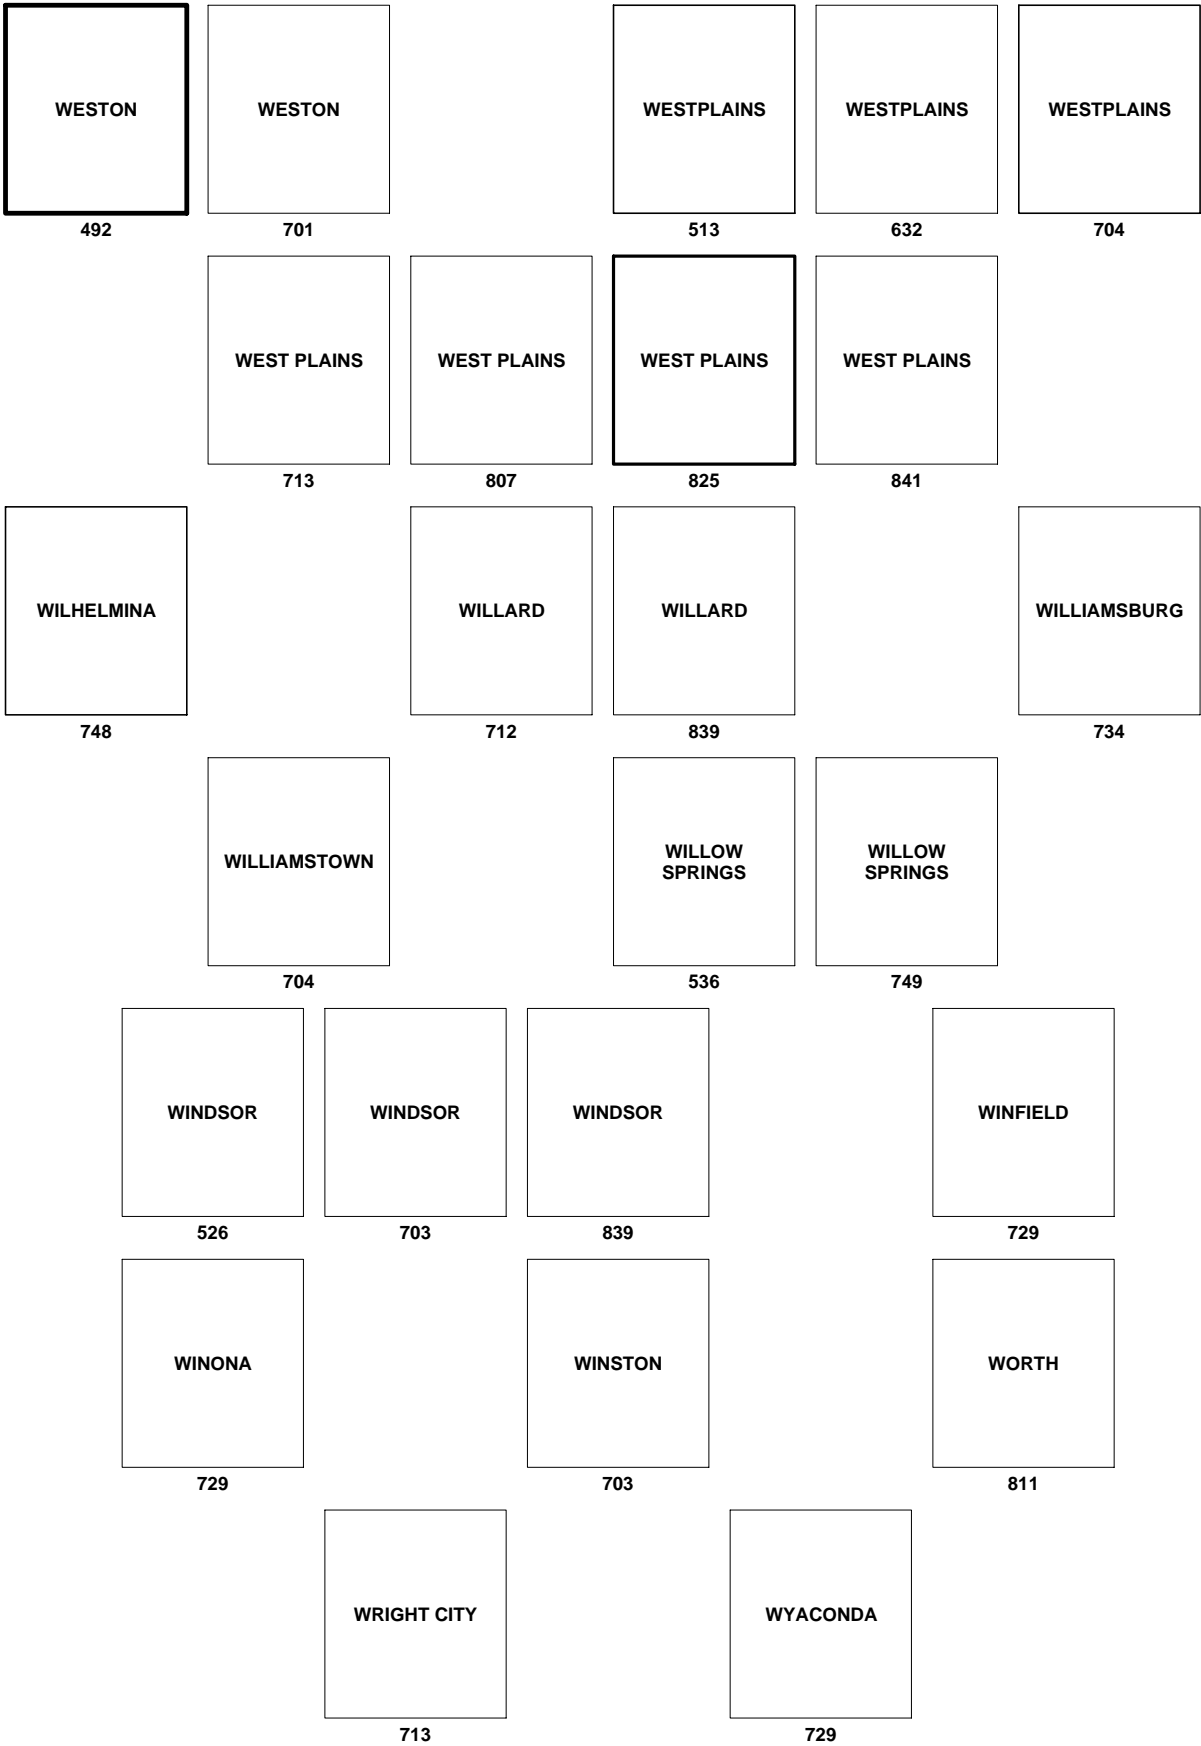 WESTON WESTON WESTPLAINS WESTPLAINS WESTPLAINS
492 701 513 632 704
WEST PLAINS WEST PLAINS WEST PLAINS WEST PLAINS
713 807 825 841
WILHELMINA WILLARD WILLARD WILLIAMSBURG
748 712 839 734
WILLIAMSTOWN WILLOW SPRINGS WILLOW SPRINGS
704 536 749
WINDSOR WINDSOR WINDSOR WINFIELD
526 703 839 729
WINONA WINSTON WORTH
729 703 811
WRIGHT CITY WYACONDA
713 729